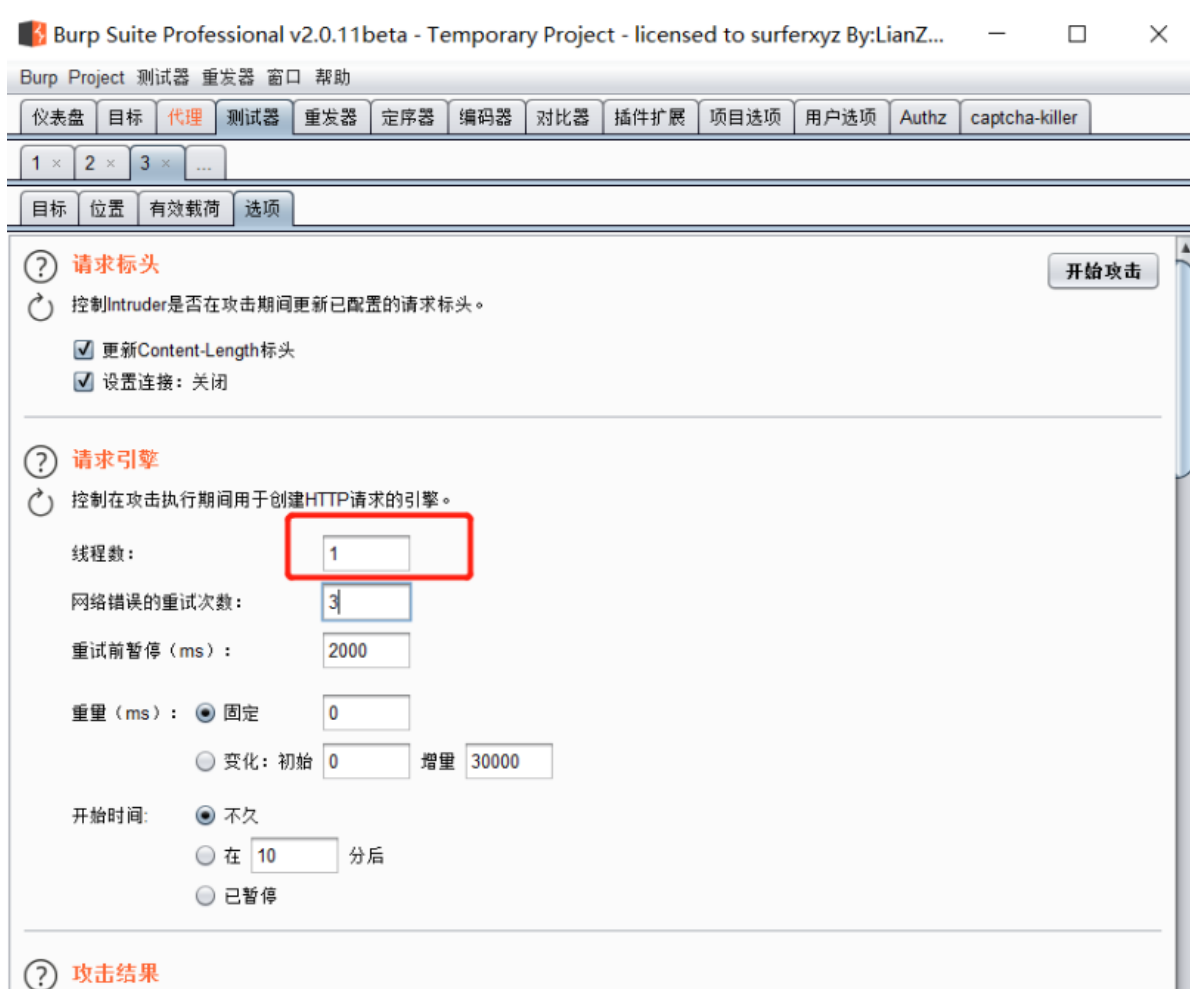 Burp Suite Professional v2.0.11beta - Temporary Project - licensed to surferxyz By:LianZ...
Burp Project 测试器 重发器 窗口 帮助
仪表盘 目标 代理 测试器 重发器 定序器 编码器 对比器 插件扩展 项目选项 用户选项 Authz captcha-killer
1 × 2 × 3 × ...
目标 位置 有效载荷 选项
? 请求标头 开始攻击
控制Intruder是否在攻击期间更新已配置的请求标头。
更新Content-Length标头
设置连接：关闭
? 请求引擎
控制在攻击执行期间用于创建HTTP请求的引擎。
线程数： 1
网络错误的重试次数： 3
重试前暂停（ms）： 2000
重量（ms）： 固定 0
变化：初始 0 增量 30000
开始时间: 不久
在 10 分后
已暂停
? 攻击结果